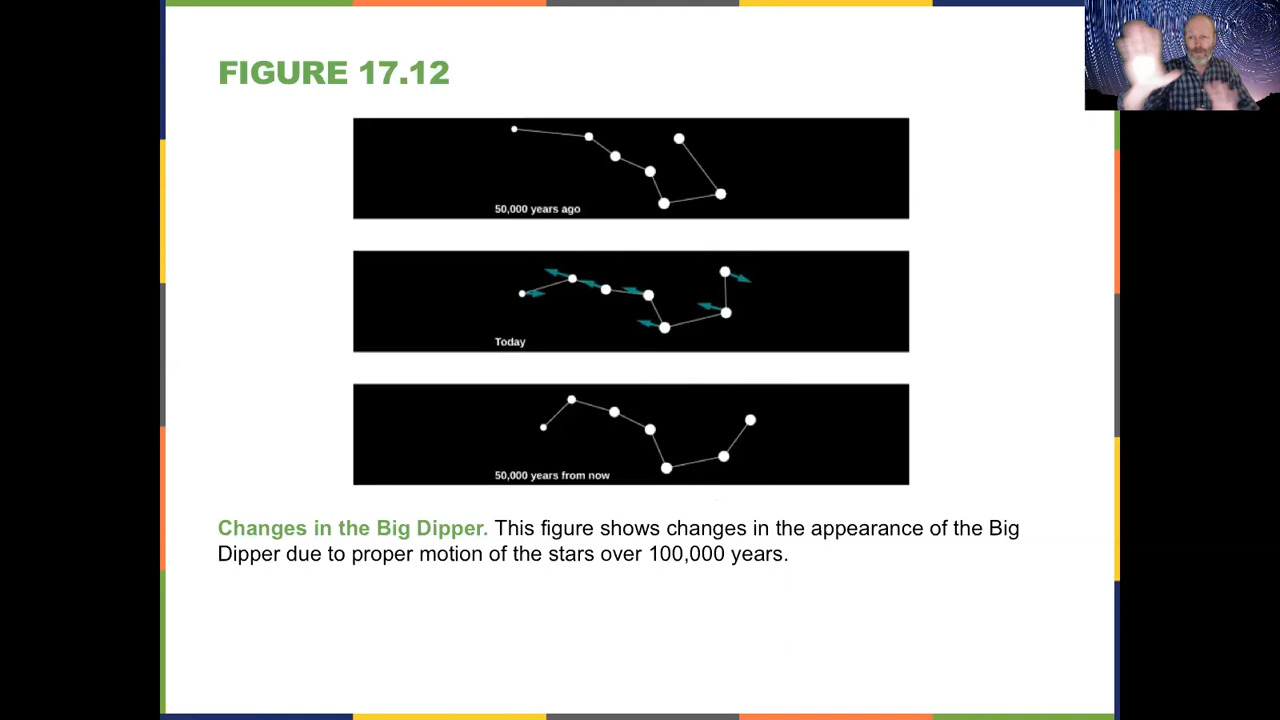 FIGURE 17.12
50,000 years ago
Today
50,000 years from now
Changes in the Big Dipper. This figure shows changes in the appearance of the Big
Dipper due to proper motion of the stars over 100,000 years.